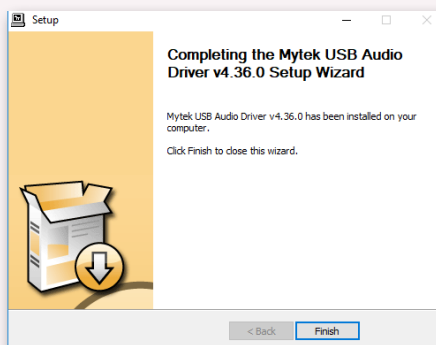 Setup
Completing the Mytek USB Audio
Driver v4.36.0 Setup Wizard
Mytek USB Audio Driver v4.36.0 has been installed on your
computer.
Click Finish to close this wizard.
< Back
Finish